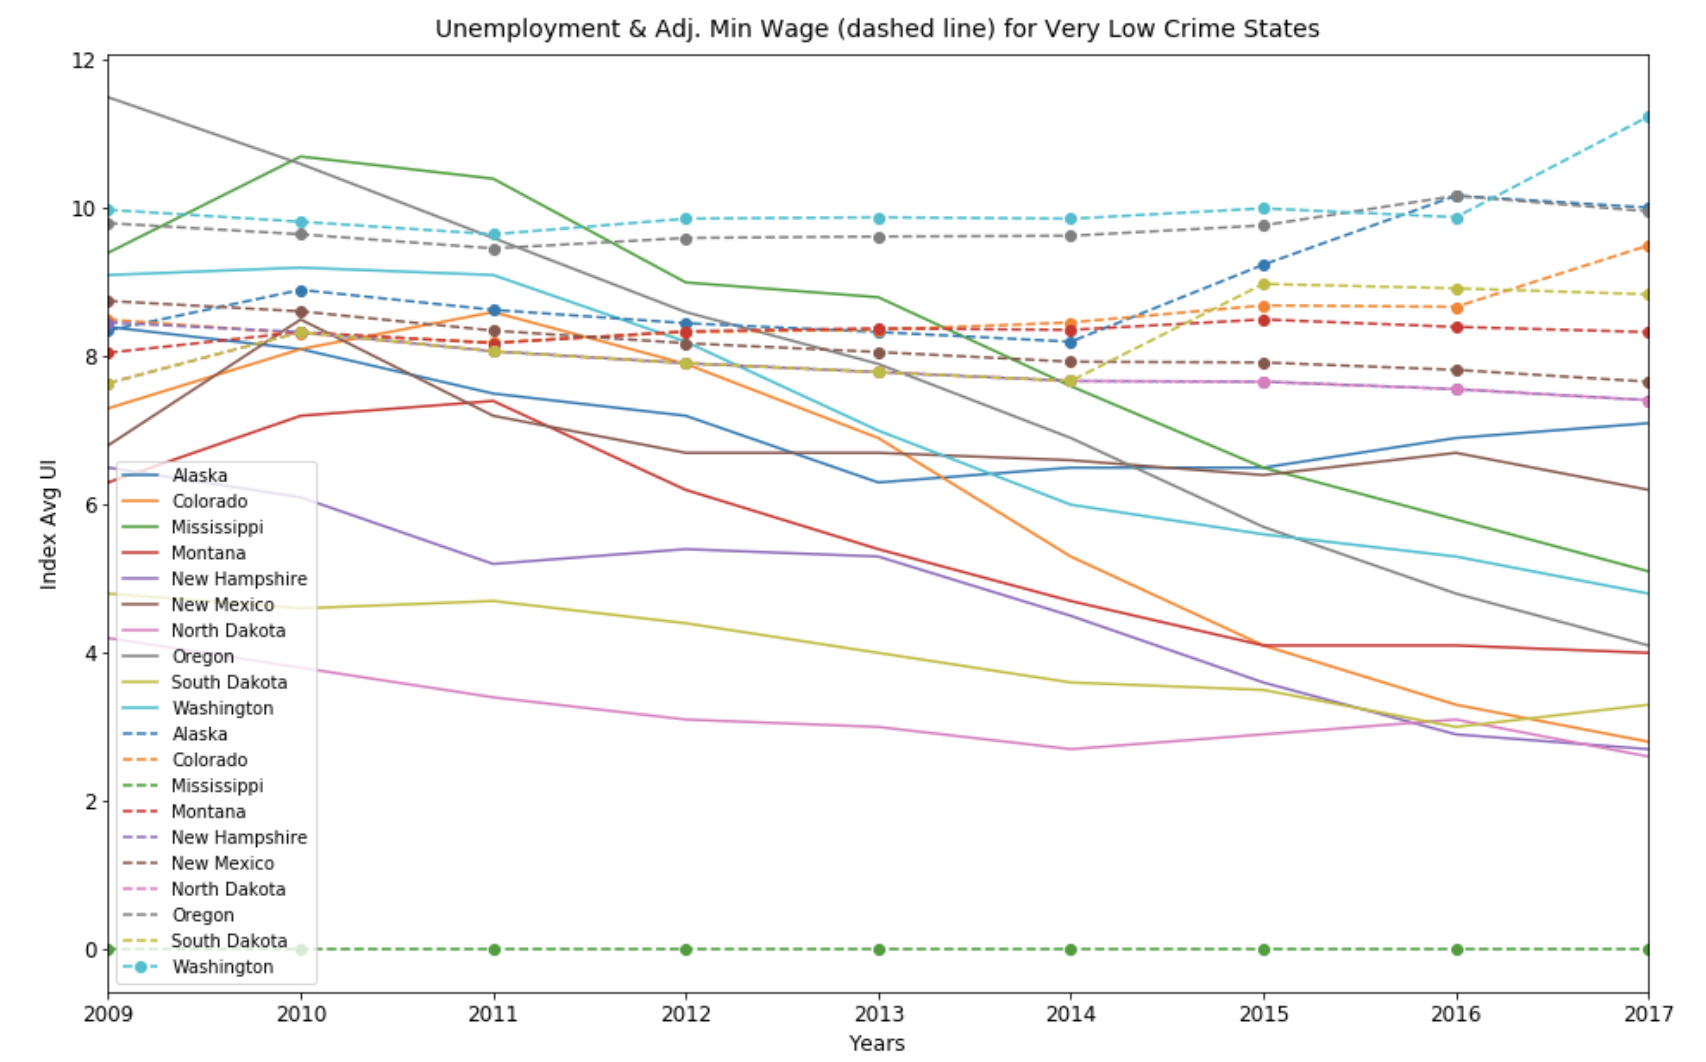 Unemployment & Adj. Min Wage (dashed line) for Very Low Crime States
12
10
8
6
4
2
0
Index Avg UI
Alaska
Colorado
Mississippi
Montana
New Hampshire
New Mexico
North Dakota
Oregon
South Dakota
Washington
Alaska
Colorado
Mississippi
Montana
New Hampshire
New Mexico
North Dakota
Oregon
South Dakota
Washington
2009 2010 2011 2012 2013 2014 2015 2016 2017
Years